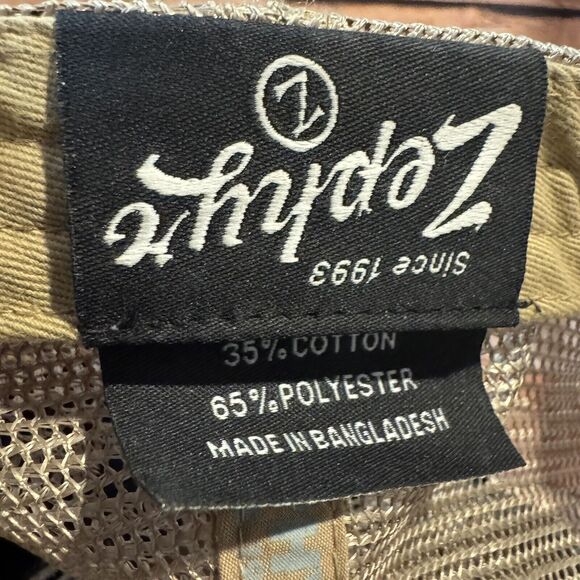 Z
Zephyr
Since 1993
35% COTTON
65% POLYESTER
MADE IN BANGLADESH